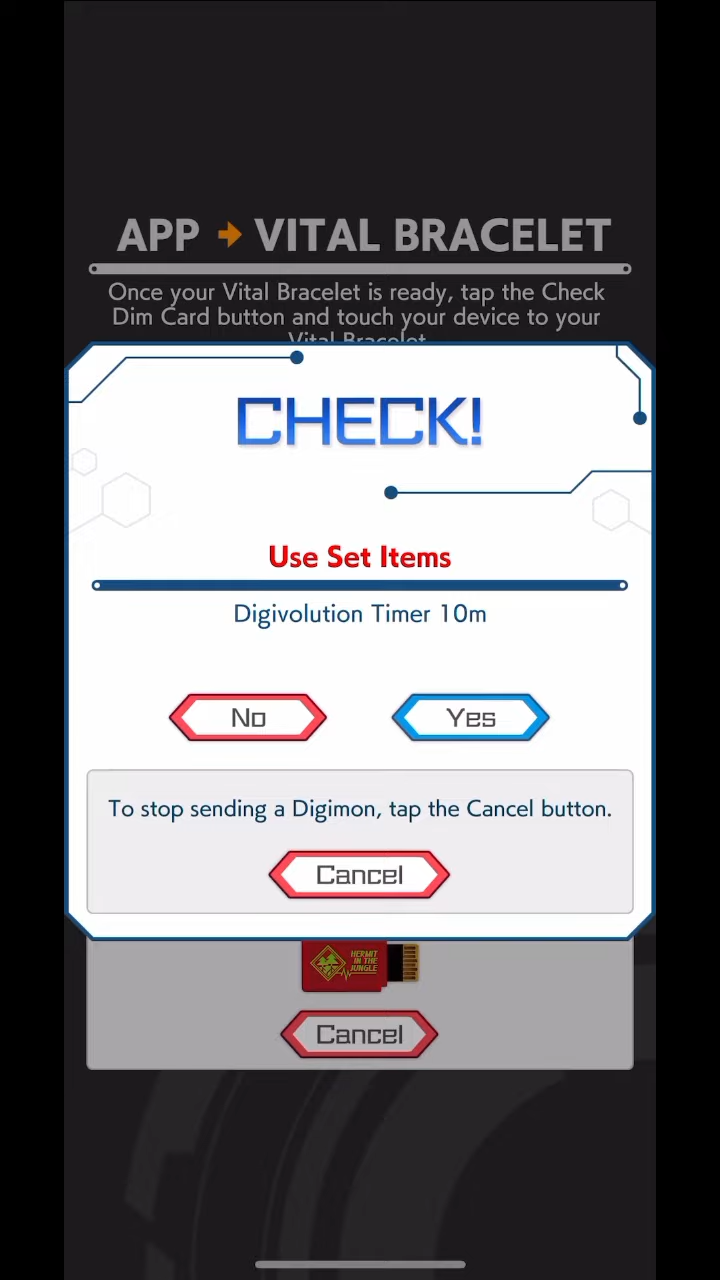 APP → VITAL BRACELET
Once your Vital Bracelet is ready, tap the Check
Dim Card button and touch your device to your
Vital Bracelet
CHECK!
Use Set Items
Digivolution Timer 10m
No
Yes
To stop sending a Digimon, tap the Cancel button.
Cancel
HERMIT
IN THE
JUNGLE
Cancel